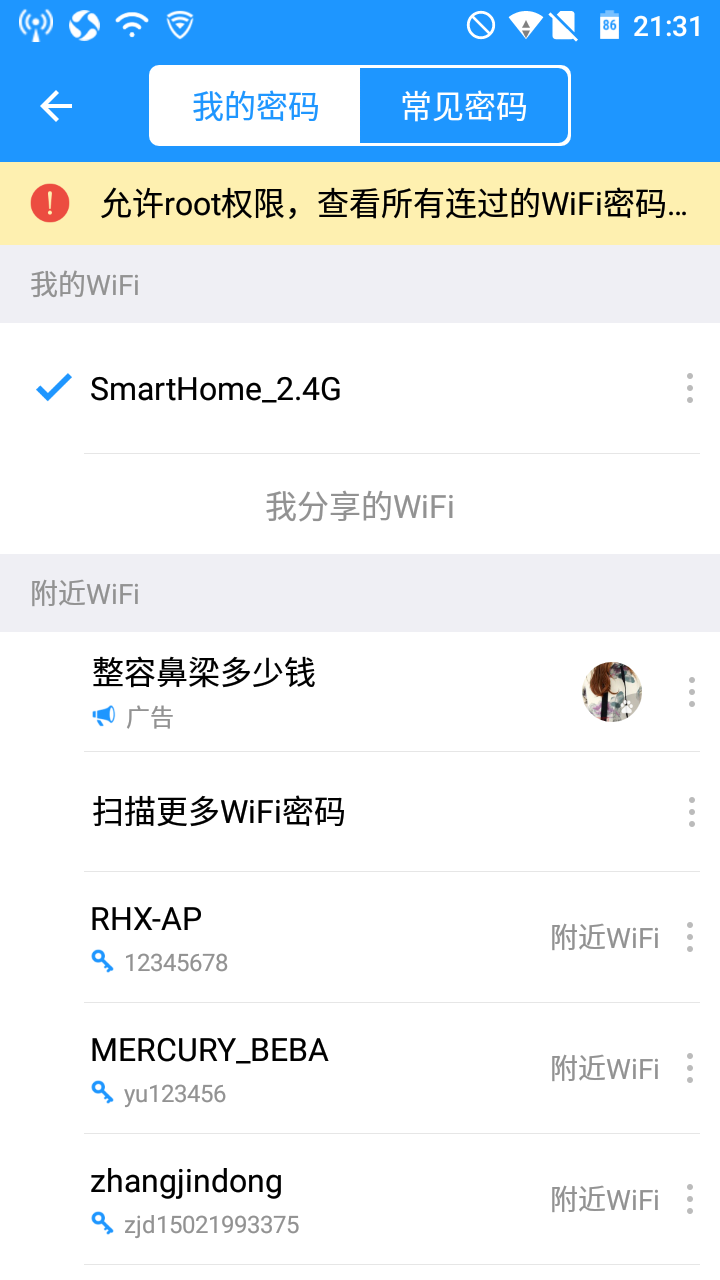 86 21:31
我的密码 常见密码
允许root权限，查看所有连过的WiFi密码...
我的WiFi
SmartHome_2.4G
我分享的WiFi
附近WiFi
整容鼻梁多少钱
广告
扫描更多WiFi密码
RHX-AP
附近WiFi
12345678
MERCURY_BEBA
附近WiFi
yu123456
zhangjindong
附近WiFi
zjd15021993375